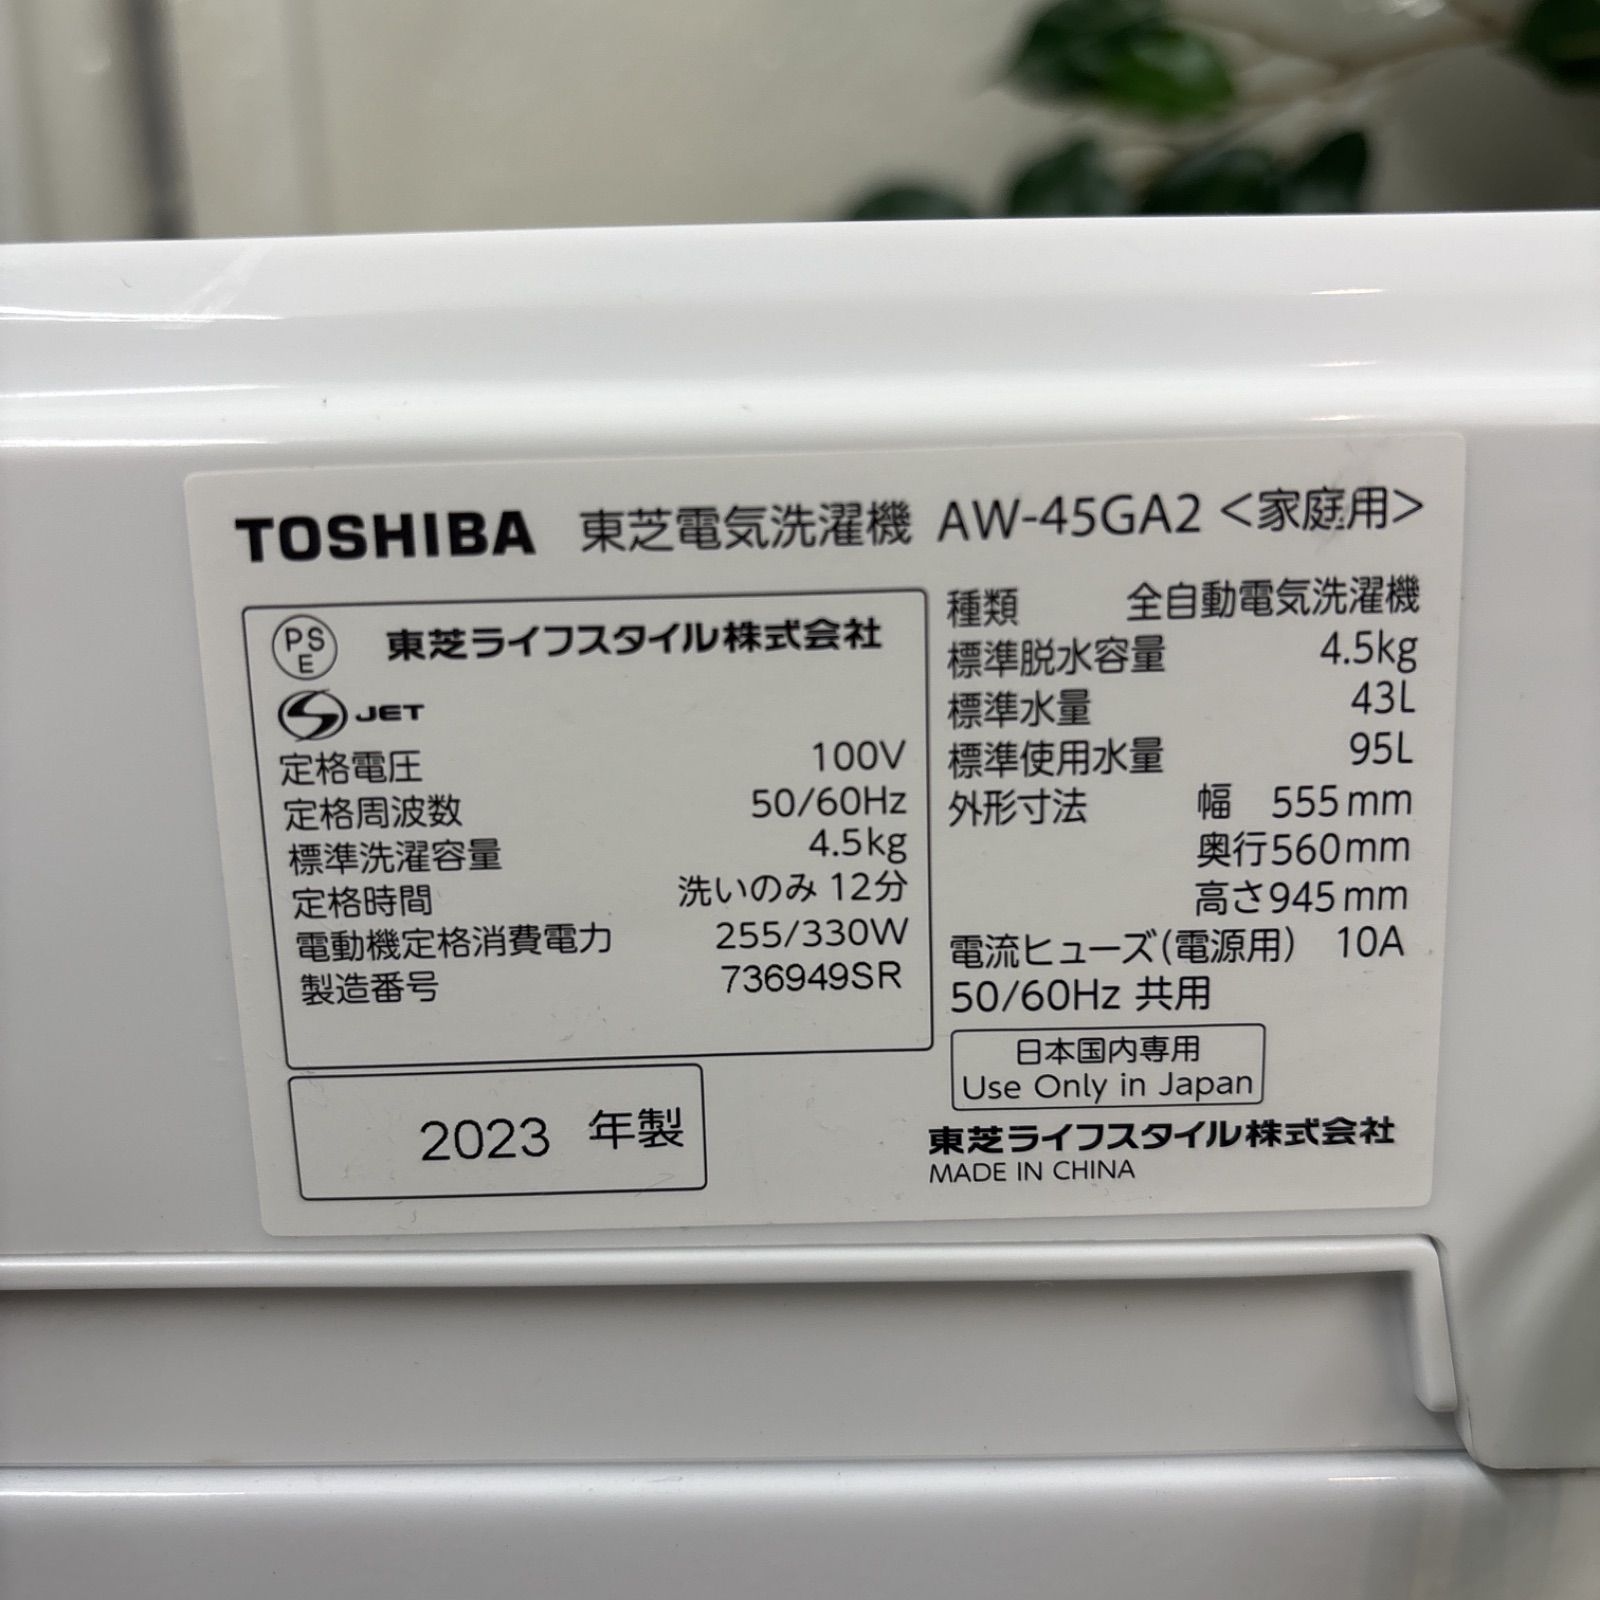 TOSHIBA 東芝電気洗濯機 AW-45GA2 <家庭用>
PSE 東芝ライフスタイル株式会社
S JET
定格電圧 100V
定格周波数 50/60Hz
標準洗濯容量 4.5kg
定格時間 洗いのみ 12分
電動機定格消費電力 255/330W
製造番号 736949SR
2023 年製
種類 全自動電気洗濯機
標準脱水容量 4.5kg
標準水量 43L
標準使用水量 95L
外形寸法 幅 555mm
奥行560mm
高さ945mm
電流ヒューズ(電源用) 10A
50/60Hz 共用
日本国内専用
Use Only in Japan
東芝ライフスタイル株式会社
MADE IN CHINA